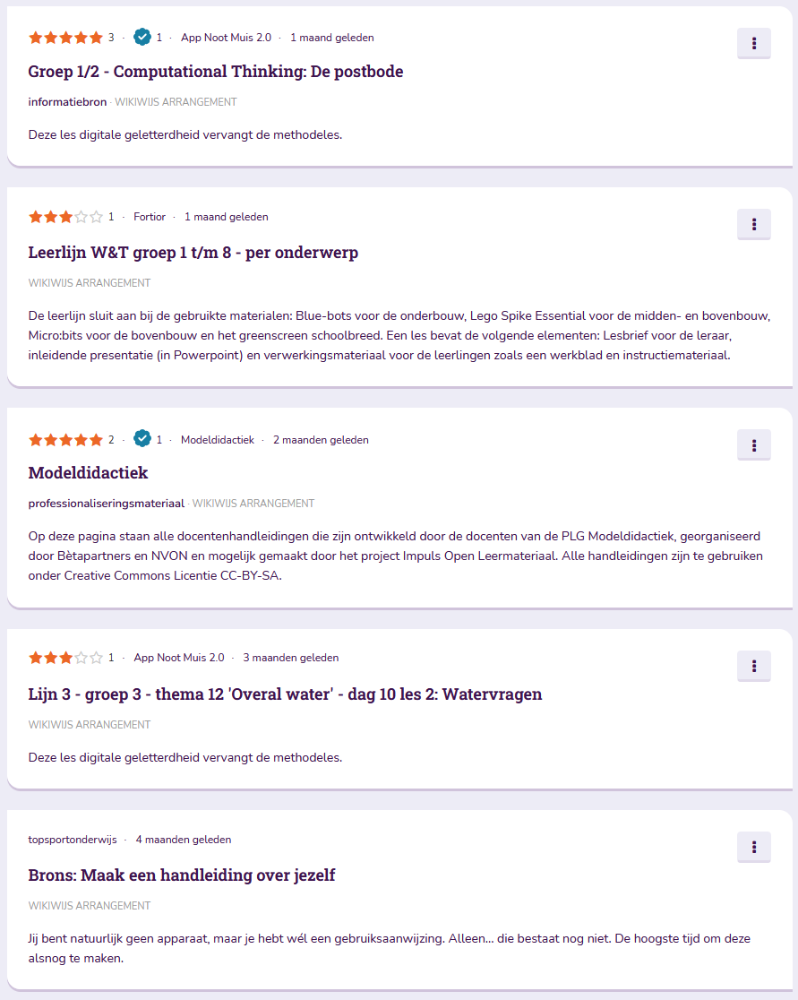 3 · 1 · App Noot Muis 2.0 · 1 maand geleden
Groep 1/2 - Computational Thinking: De postbode
informatiebron · WIKIWIJS ARRANGEMENT
Deze les digitale geletterdheid vervangt de methodeles.
1 · Fortior · 1 maand geleden
Leerlijn W&T groep 1 t/m 8 - per onderwerp
WIKIWIJS ARRANGEMENT
De leerlijn sluit aan bij de gebruikte materialen: Blue-bots voor de onderbouw, Lego Spike Essential voor de midden- en bovenbouw,
Micro:bits voor de bovenbouw en het greenscreen schoolbreed. Een les bevat de volgende elementen: Lesbrief voor de leraar,
inleidende presentatie (in Powerpoint) en verwerkingsmateriaal voor de leerlingen zoals een werkblad en instructiemateriaal.
2 · 1 · Modeldidactiek · 2 maanden geleden
Modeldidactiek
professionaliseringsmateriaal · WIKIWIJS ARRANGEMENT
Op deze pagina staan alle docentenhandleidingen die zijn ontwikkeld door de docenten van de PLG Modeldidactiek, georganiseerd
door Bètapartners en NVON en mogelijk gemaakt door het project Impuls Open Leermateriaal. Alle handleidingen zijn te gebruiken
onder Creative Commons Licentie CC-BY-SA.
1 · App Noot Muis 2.0 · 3 maanden geleden
Lijn 3 - groep 3 - thema 12 'Overal water' - dag 10 les 2: Watervragen
WIKIWIJS ARRANGEMENT
Deze les digitale geletterdheid vervangt de methodeles.
topsportonderwijs · 4 maanden geleden
Brons: Maak een handleiding over jezelf
WIKIWIJS ARRANGEMENT
Jij bent natuurlijk geen apparaat, maar je hebt wél een gebruiksaanwijzing. Alleen... die bestaat nog niet. De hoogste tijd om deze
alsnog te maken.